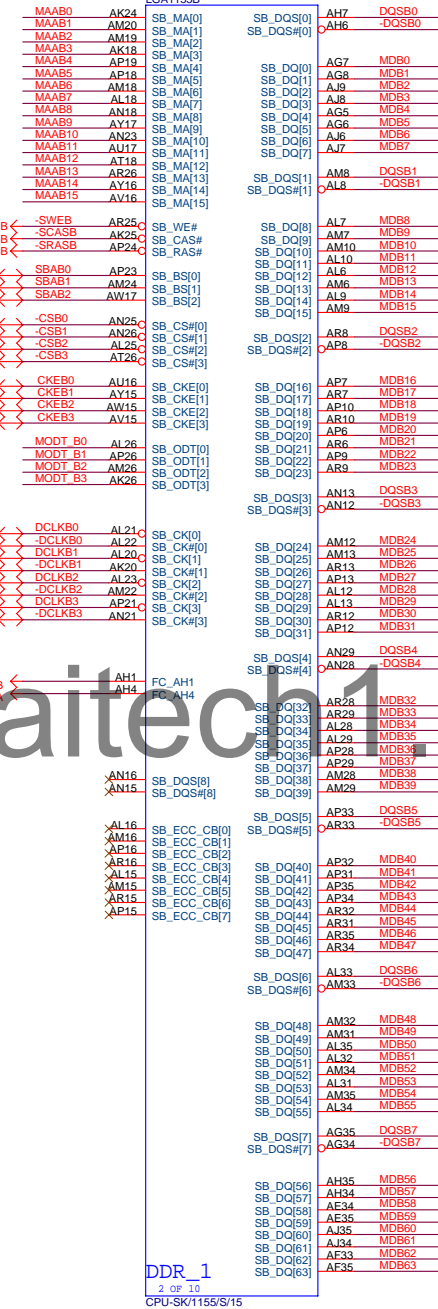 LGA1155B
MAAB0 AK24 SB_MA[0]
MAAB1 AM20 SB_MA[1]
MAAB2 AM19 SB_MA[2]
MAAB3 AK18 SB_MA[3]
MAAB4 AP19 SB_MA[4]
MAAB5 AP18 SB_MA[5]
MAAB6 AM18 SB_MA[6]
MAAB7 AL18 SB_MA[7]
MAAB8 AN18 SB_MA[8]
MAAB9 AY17 SB_MA[9]
MAAB10 AN23 SB_MA[10]
MAAB11 AU17 SB_MA[11]
MAAB12 AT18 SB_MA[12]
MAAB13 AR26 SB_MA[13]
MAAB14 AY16 SB_MA[14]
MAAB15 AV16 SB_MA[15]
-SWEB AR25 SB_WE#
-SCASB AK25 SB_CAS#
-SRASB AP24 SB_RAS#
SBAB0 AP23 SB_BS[0]
SBAB1 AM24 SB_BS[1]
SBAB2 AW17 SB_BS[2]
-CSB0 AN25 SB_CS#[0]
-CSB1 AN26 SB_CS#[1]
-CSB2 AL25 SB_CS#[2]
-CSB3 AT26 SB_CS#[3]
CKEB0 AU16 SB_CKE[0]
CKEB1 AY15 SB_CKE[1]
CKEB2 AW15 SB_CKE[2]
CKEB3 AV15 SB_CKE[3]
MODT_B0 AL26 SB_ODT[0]
MODT_B1 AP26 SB_ODT[1]
MODT_B2 AM26 SB_ODT[2]
MODT_B3 AK26 SB_ODT[3]
DCLKB0 AL21 SB_CK[0]
-DCLKB0 AL22 SB_CK#[0]
DCLKB1 AL20 SB_CK[1]
-DCLKB1 AK20 SB_CK#[1]
DCLKB2 AL23 SB_CK[2]
-DCLKB2 AM22 SB_CK#[2]
DCLKB3 AP21 SB_CK[3]
-DCLKB3 AN21 SB_CK#[3]
AH1 FC_AH1
AH4 FC_AH4
AN16 SB_DQS[8]
AN15 SB_DQS#[8]
AL16 SB_ECC_CB[0]
AM16 SB_ECC_CB[1]
AP16 SB_ECC_CB[2]
AR16 SB_ECC_CB[3]
AL15 SB_ECC_CB[4]
AM15 SB_ECC_CB[5]
AR15 SB_ECC_CB[6]
AP15 SB_ECC_CB[7]
SB_DQS[0] AH7 DQSB0
SB_DQS#[0] AH6 -DQSB0
SB_DQ[0] AG7 MDB0
SB_DQ[1] AG8 MDB1
SB_DQ[2] AJ9 MDB2
SB_DQ[3] AJ8 MDB3
SB_DQ[4] AG5 MDB4
SB_DQ[5] AG6 MDB5
SB_DQ[6] AJ6 MDB6
SB_DQ[7] AJ7 MDB7
SB_DQS[1] AM8 DQSB1
SB_DQS#[1] AL8 -DQSB1
SB_DQ[8] AL7 MDB8
SB_DQ[9] AM7 MDB9
SB_DQ[10] AM10 MDB10
SB_DQ[11] AL10 MDB11
SB_DQ[12] AL6 MDB12
SB_DQ[13] AM6 MDB13
SB_DQ[14] AL9 MDB14
SB_DQ[15] AM9 MDB15
SB_DQS[2] AR8 DQSB2
SB_DQS#[2] AP8 -DQSB2
SB_DQ[16] AP7 MDB16
SB_DQ[17] AR7 MDB17
SB_DQ[18] AP10 MDB18
SB_DQ[19] AR10 MDB19
SB_DQ[20] AP6 MDB20
SB_DQ[21] AR6 MDB21
SB_DQ[22] AP9 MDB22
SB_DQ[23] AR9 MDB23
SB_DQS[3] AN13 DQSB3
SB_DQS#[3] AN12 -DQSB3
SB_DQ[24] AM12 MDB24
SB_DQ[25] AM13 MDB25
SB_DQ[26] AR13 MDB26
SB_DQ[27] AP13 MDB27
SB_DQ[28] AL12 MDB28
SB_DQ[29] AL13 MDB29
SB_DQ[30] AR12 MDB30
SB_DQ[31] AP12 MDB31
SB_DQS[4] AN29 DQSB4
SB_DQS#[4] AN28 -DQSB4
SB_DQ[32] AR28 MDB32
SB_DQ[33] AR29 MDB33
SB_DQ[34] AL28 MDB34
SB_DQ[35] AL29 MDB35
SB_DQ[36] AP28 MDB36
SB_DQ[37] AP29 MDB37
SB_DQ[38] AM28 MDB38
SB_DQ[39] AM29 MDB39
SB_DQS[5] AP33 DQSB5
SB_DQS#[5] AR33 -DQSB5
SB_DQ[40] AP32 MDB40
SB_DQ[41] AP31 MDB41
SB_DQ[42] AP35 MDB42
SB_DQ[43] AP34 MDB43
SB_DQ[44] AR32 MDB44
SB_DQ[45] AR31 MDB45
SB_DQ[46] AR35 MDB46
SB_DQ[47] AR34 MDB47
SB_DQS[6] AL33 DQSB6
SB_DQS#[6] AM33 -DQSB6
SB_DQ[48] AM32 MDB48
SB_DQ[49] AM31 MDB49
SB_DQ[50] AL35 MDB50
SB_DQ[51] AL32 MDB51
SB_DQ[52] AM34 MDB52
SB_DQ[53] AL31 MDB53
SB_DQ[54] AM35 MDB54
SB_DQ[55] AL34 MDB55
SB_DQS[7] AG35 DQSB7
SB_DQS#[7] AG34 -DQSB7
SB_DQ[56] AH35 MDB56
SB_DQ[57] AH34 MDB57
SB_DQ[58] AE34 MDB58
SB_DQ[59] AE35 MDB59
SB_DQ[60] AJ35 MDB60
SB_DQ[61] AJ34 MDB61
SB_DQ[62] AF33 MDB62
SB_DQ[63] AF35 MDB63
aitech1.
DDR_1
2 OF 10
CPU-SK/1155/S/15